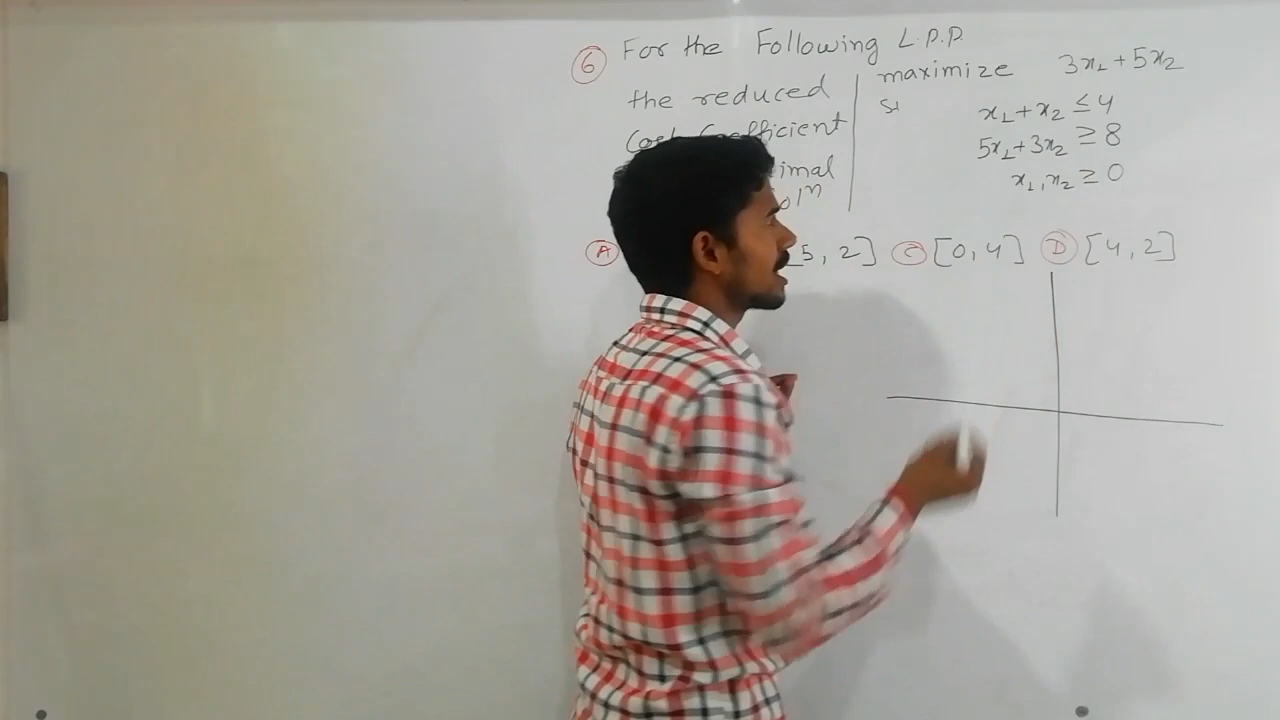 6 For the Following L.P.P.
the reduced
Coefficient
maximize 3x₁ + 5x₂
St x₁ + x₂ ≤ 4
5x₁ + 3x₂ ≥ 8
x₁, x₂ ≥ 0
A 5, 2] C [0, 4] D [4, 2]